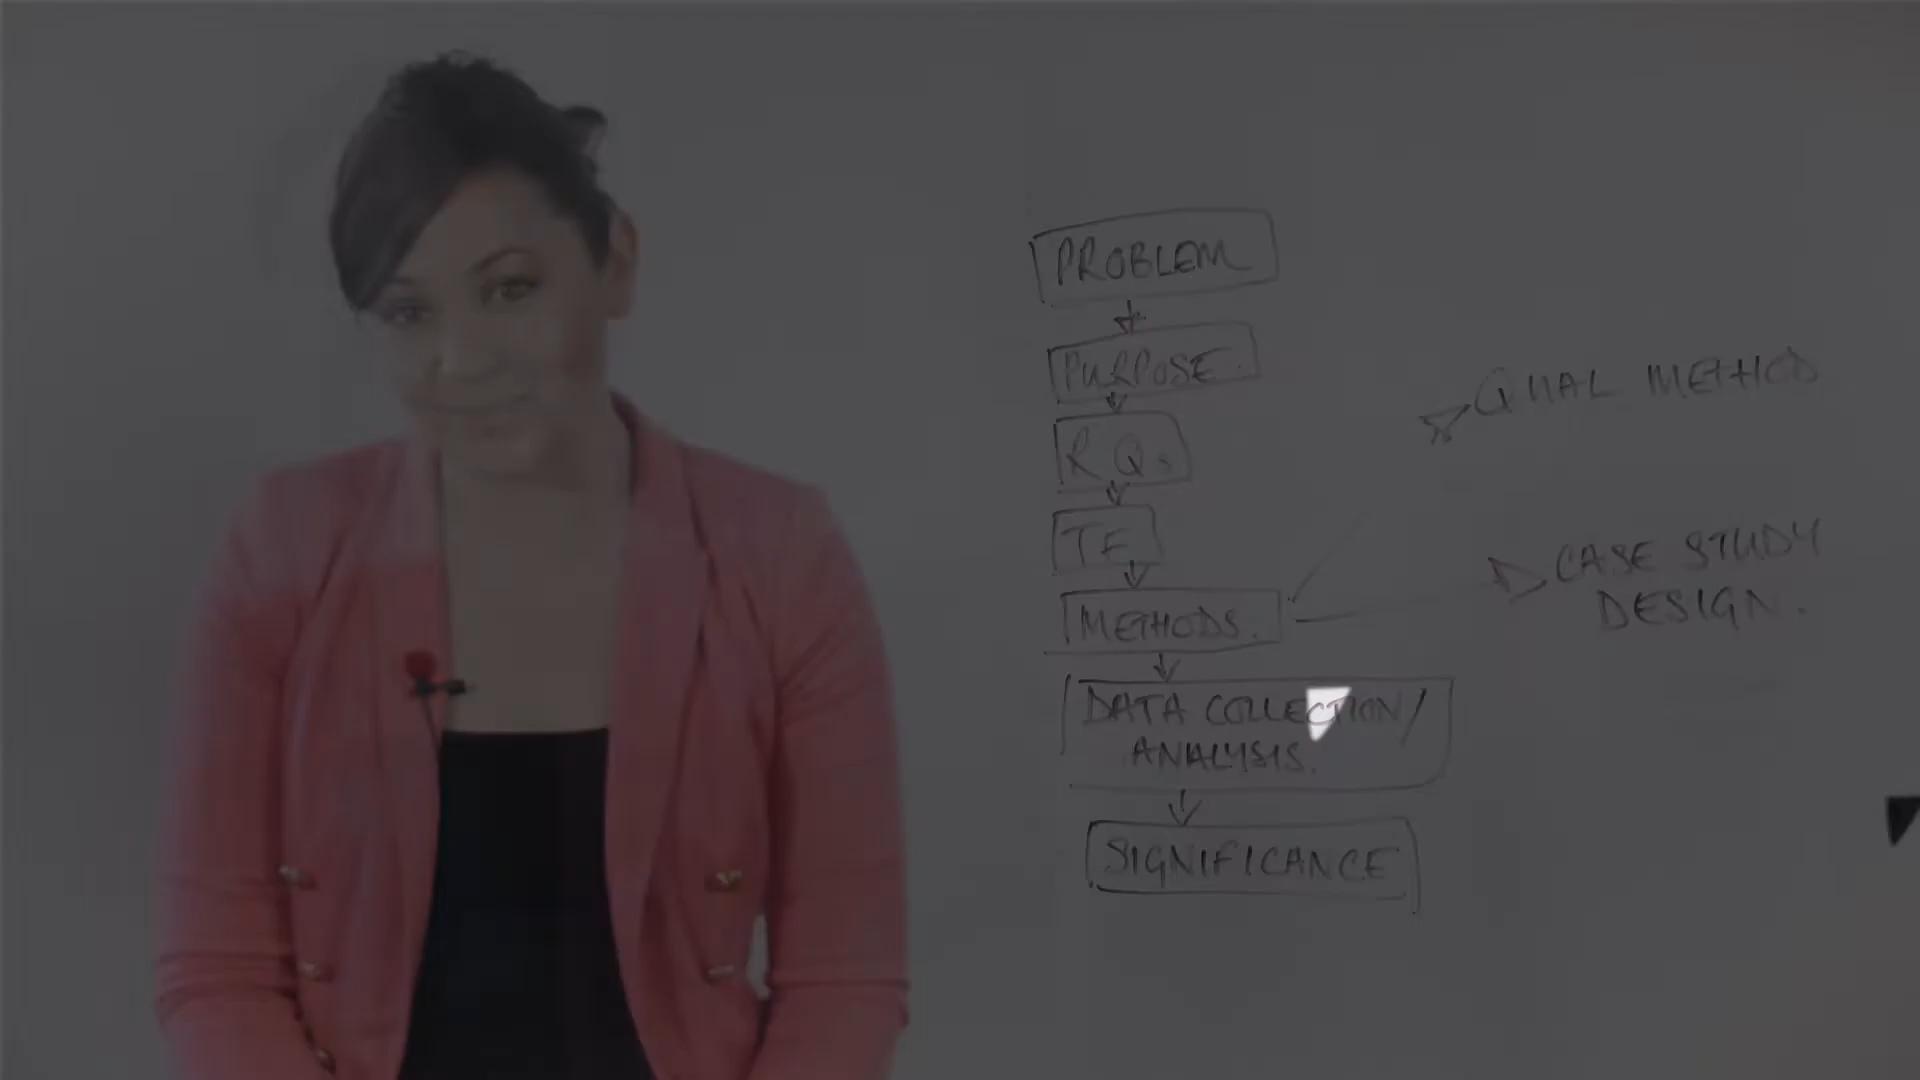 PROBLEM
PURPOSE.
RQs
TF
METHODS.
DATA COLLECTION/
ANALYSIS.
SIGNIFICANCE
QUAL METHOD
CASE STUDY
DESIGN.